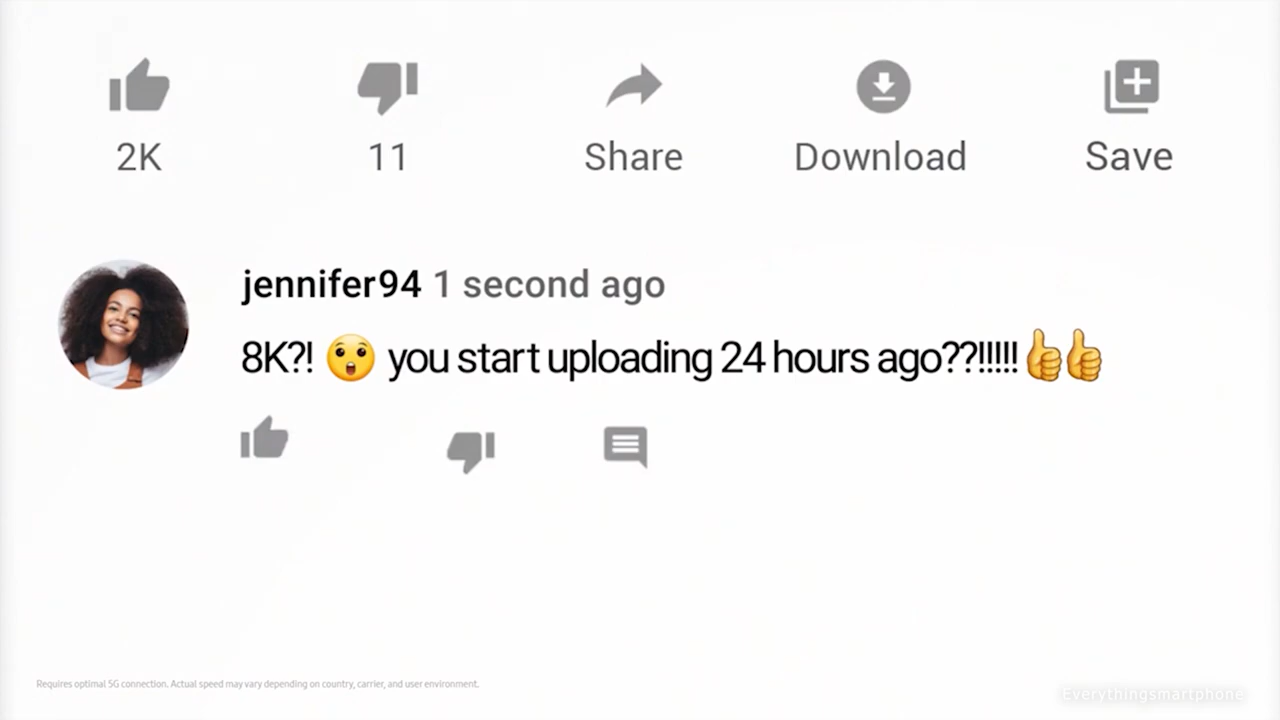 2K 11 Share Download Save
jennifer94 1 second ago
8K?! 😲 you start uploading 24 hours ago??!!!!! 👍👍
Requires optimal 5G connection. Actual speed may vary depending on country, carrier, and user environment.
Everythingsmartphone